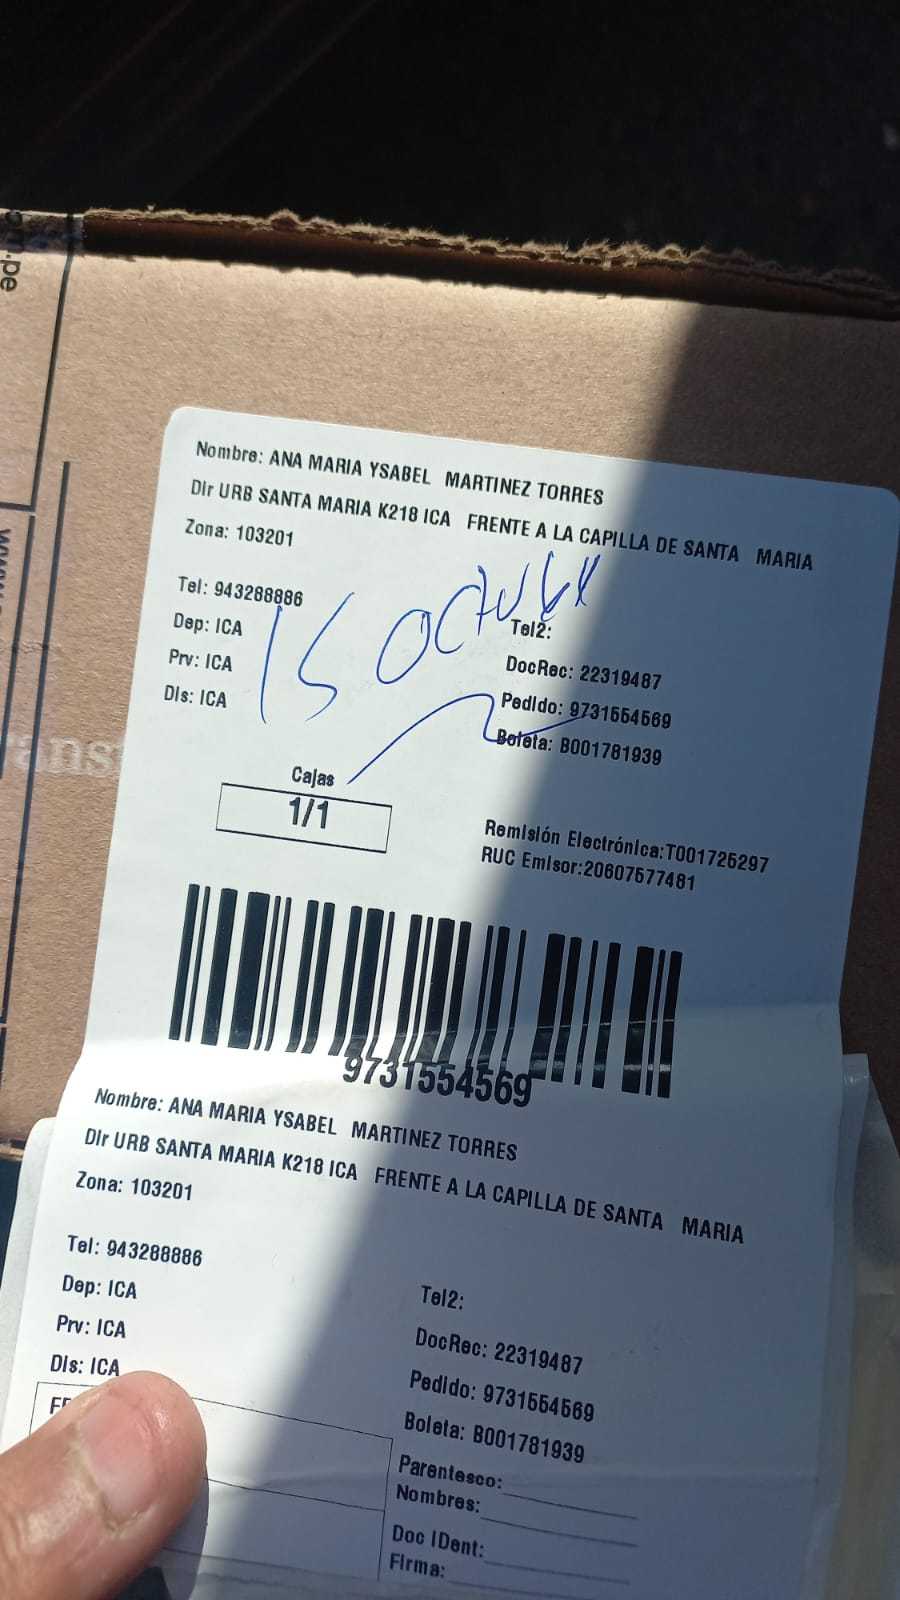 .pe
Nombre: ANA MARIA YSABEL MARTINEZ TORRES
Dir URB SANTA MARIA K218 ICA FRENTE A LA CAPILLA DE SANTA MARIA
Zona: 103201
Tel: 943288886
Tel2:
Dep: ICA
15 octubre
Prv: ICA
DocRec: 22319487
Dis: ICA
Pedido: 9731554569
Boleta: B001781939
Cajas
1/1
Remisión Electrónica:T001725297
RUC Emisor:20607577481
9731554569
Nombre: ANA MARIA YSABEL MARTINEZ TORRES
Dir URB SANTA MARIA K218 ICA FRENTE A LA CAPILLA DE SANTA MARIA
Zona: 103201
Tel: 943288886
Tel2:
Dep: ICA
Prv: ICA
DocRec: 22319487
Dis: ICA
Pedido: 9731554569
Boleta: B001781939
Parentesco:
Nombres:
Doc IDent:
Firma: